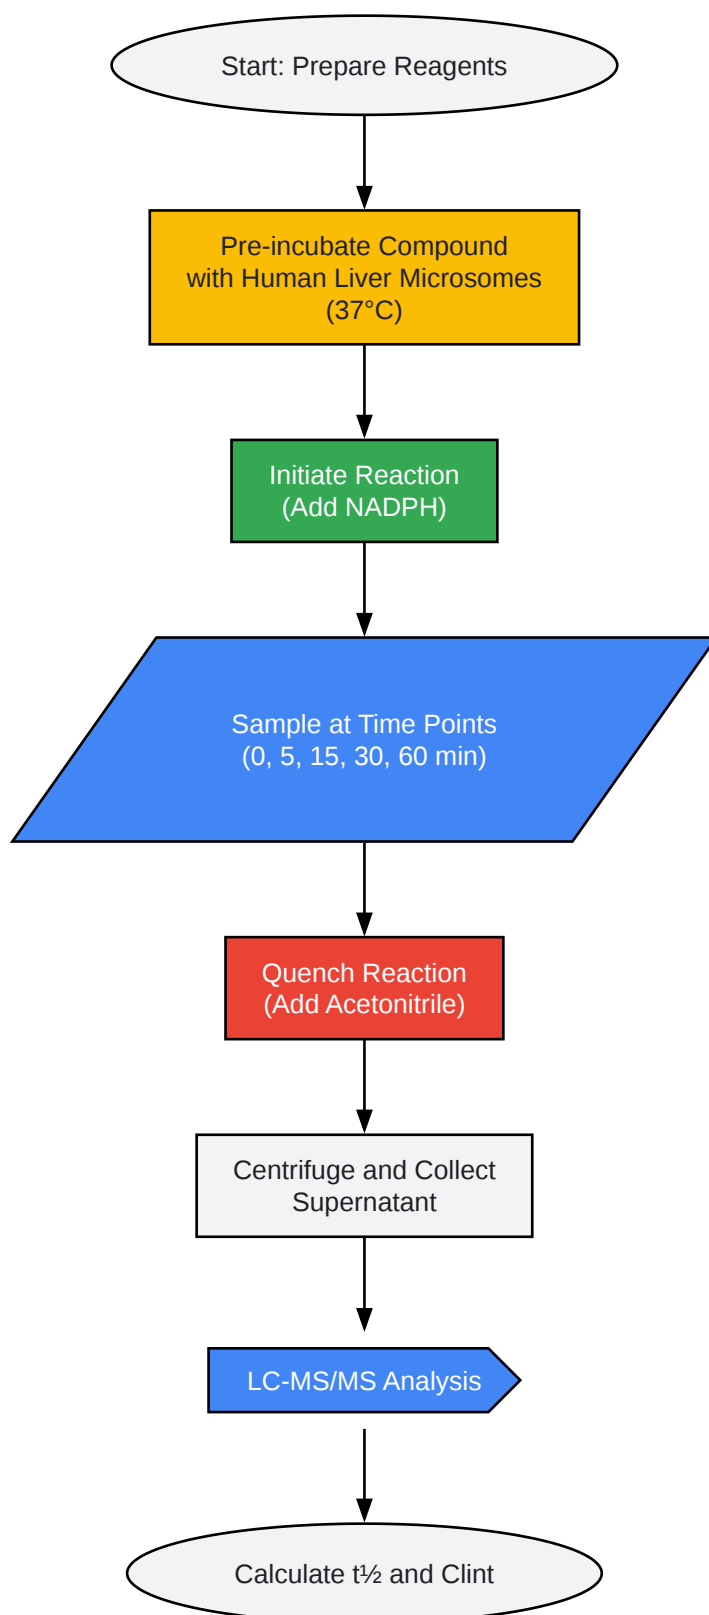 Start: Prepare Reagents
Pre-incubate Compound
with Human Liver Microsomes
(37°C)
Initiate Reaction
(Add NADPH)
Sample at Time Points
(0, 5, 15, 30, 60 min)
Quench Reaction
(Add Acetonitrile)
Centrifuge and Collect
Supernatant
LC-MS/MS Analysis
Calculate t½ and Clint